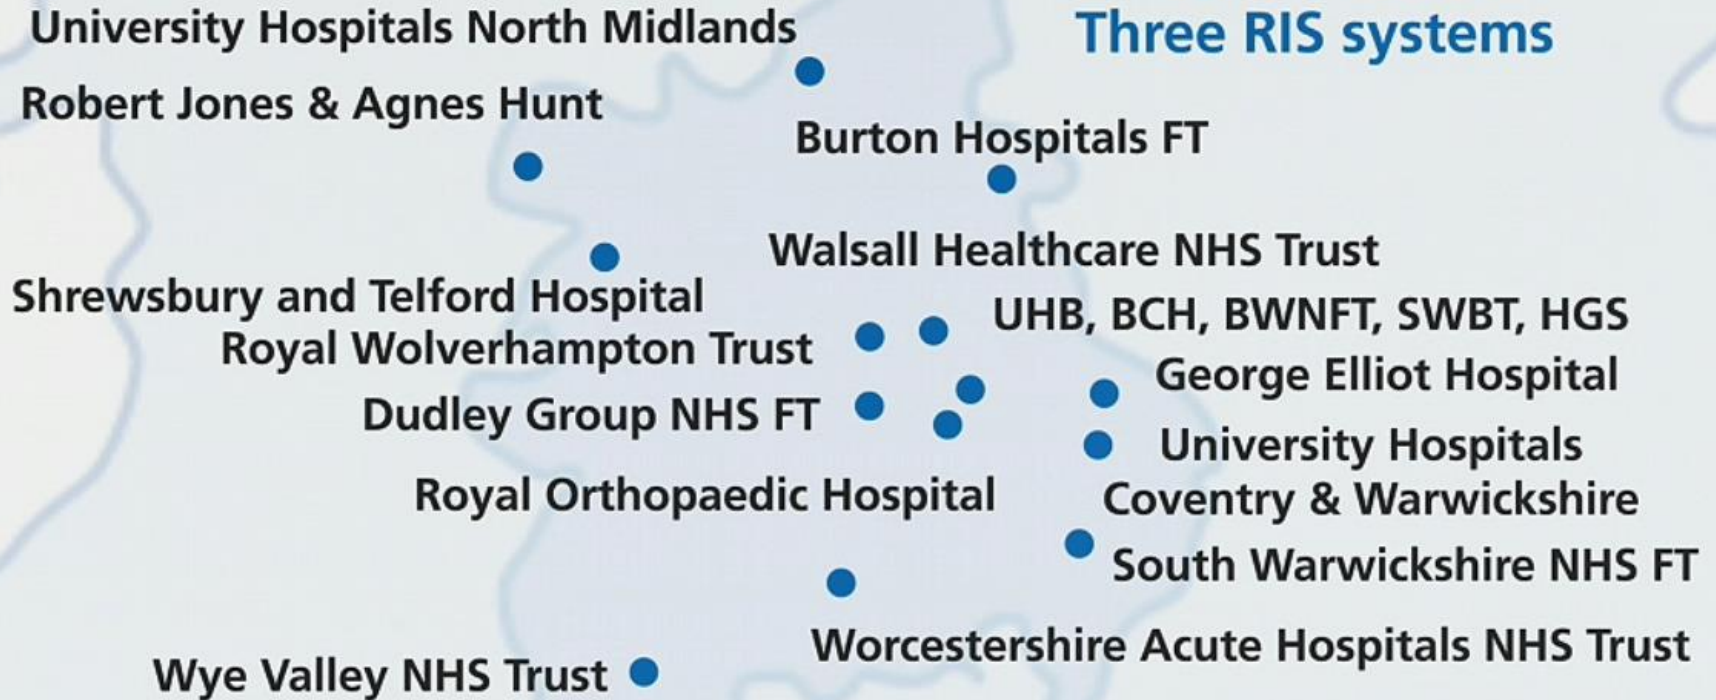 University Hospitals North Midlands
Three RIS systems
Robert Jones & Agnes Hunt
Burton Hospitals FT
Walsall Healthcare NHS Trust
Shrewsbury and Telford Hospital
UHB, BCH, BWNFT, SWBT, HGS
Royal Wolverhampton Trust
George Elliot Hospital
Dudley Group NHS FT
University Hospitals
Coventry & Warwickshire
Royal Orthopaedic Hospital
South Warwickshire NHS FT
Worcestershire Acute Hospitals NHS Trust
Wye Valley NHS Trust